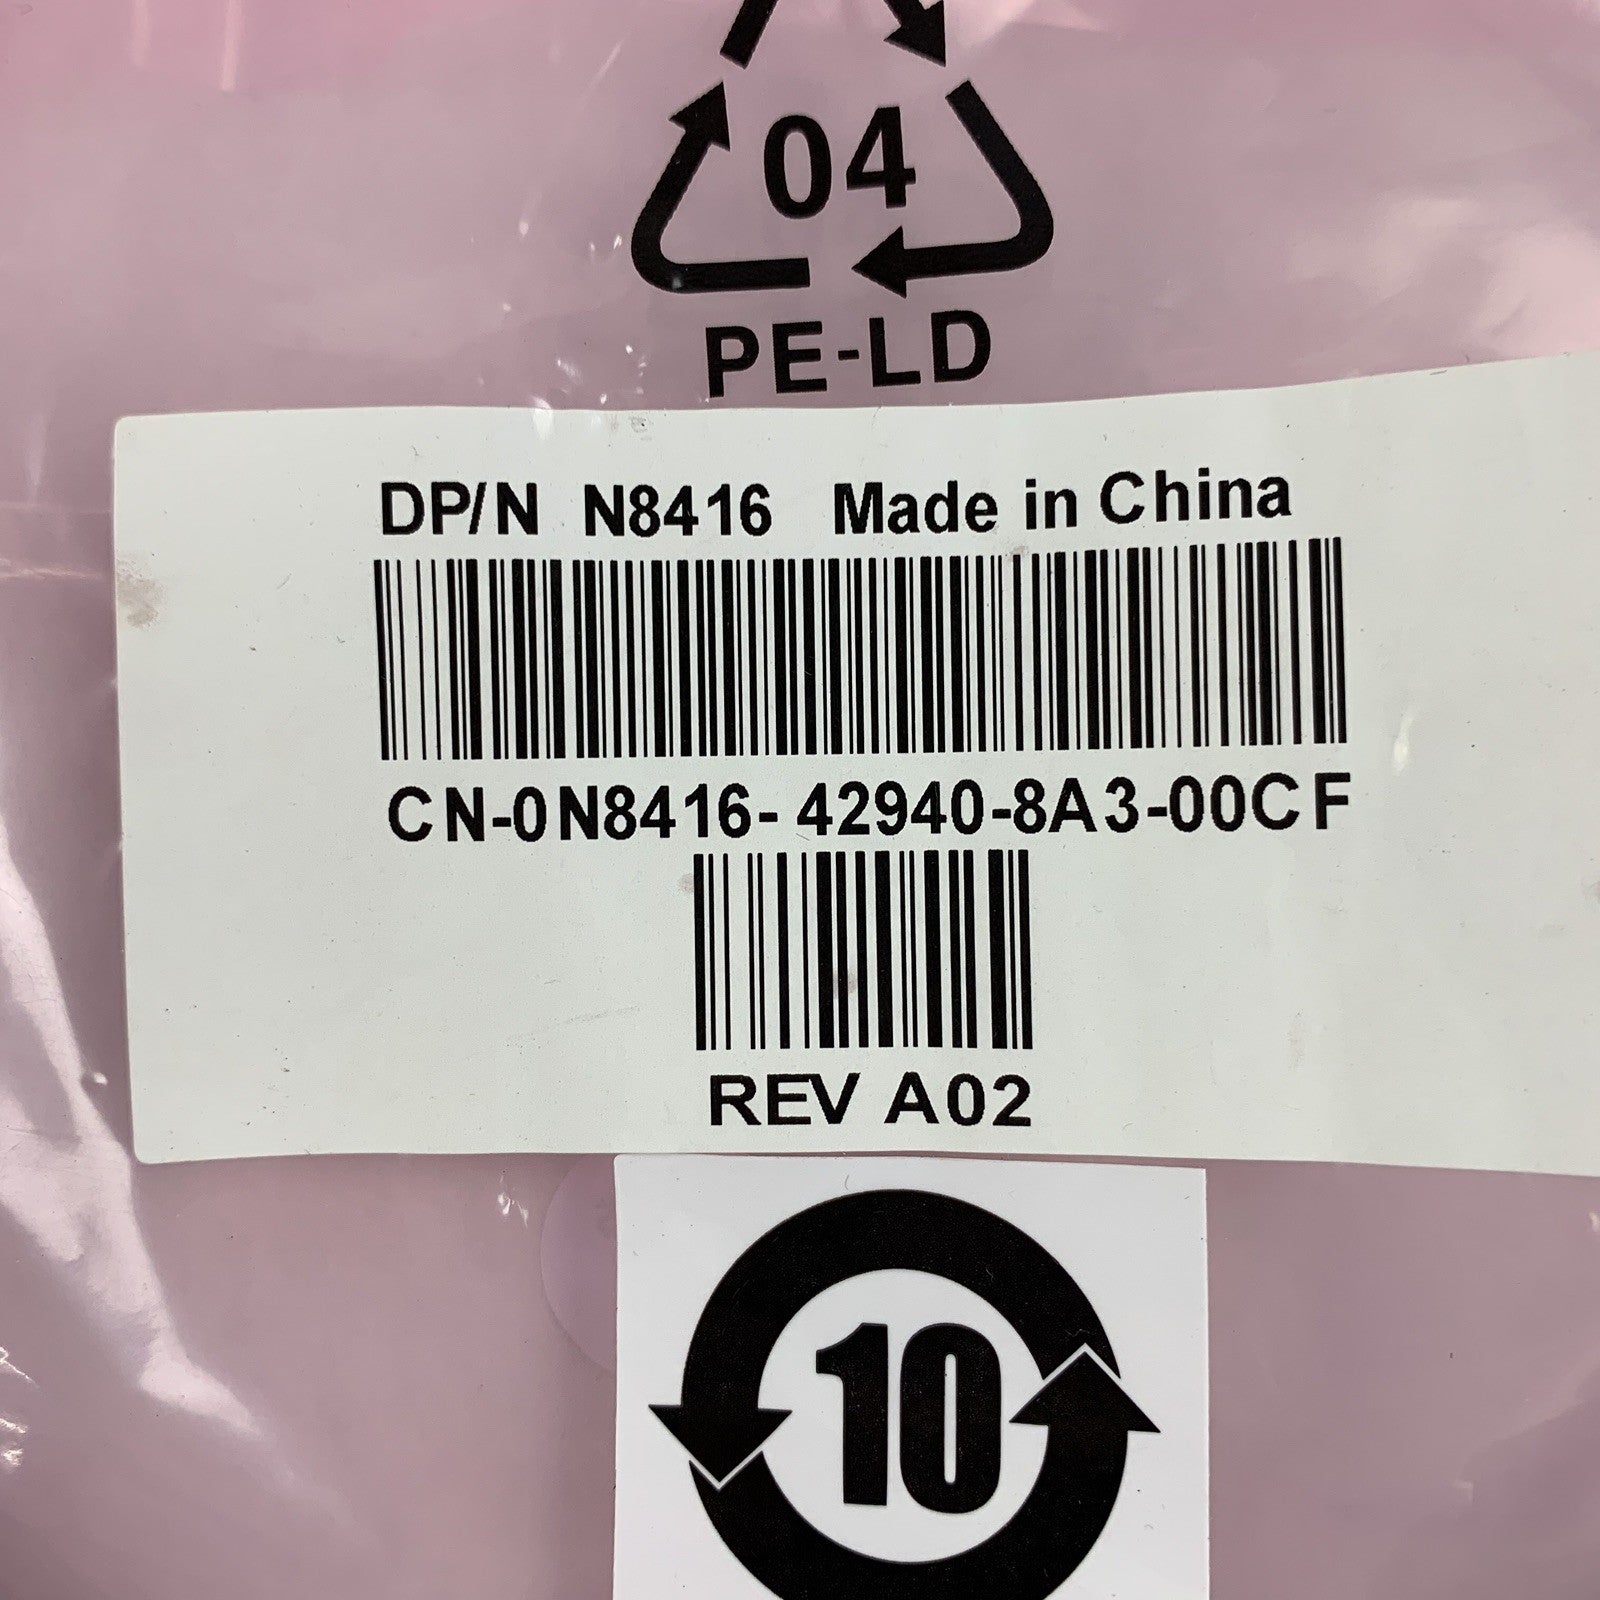 04
PE-LD
DP/N N8416 Made in China
CN-0N8416-42940-8A3-00CF
REV A02
10